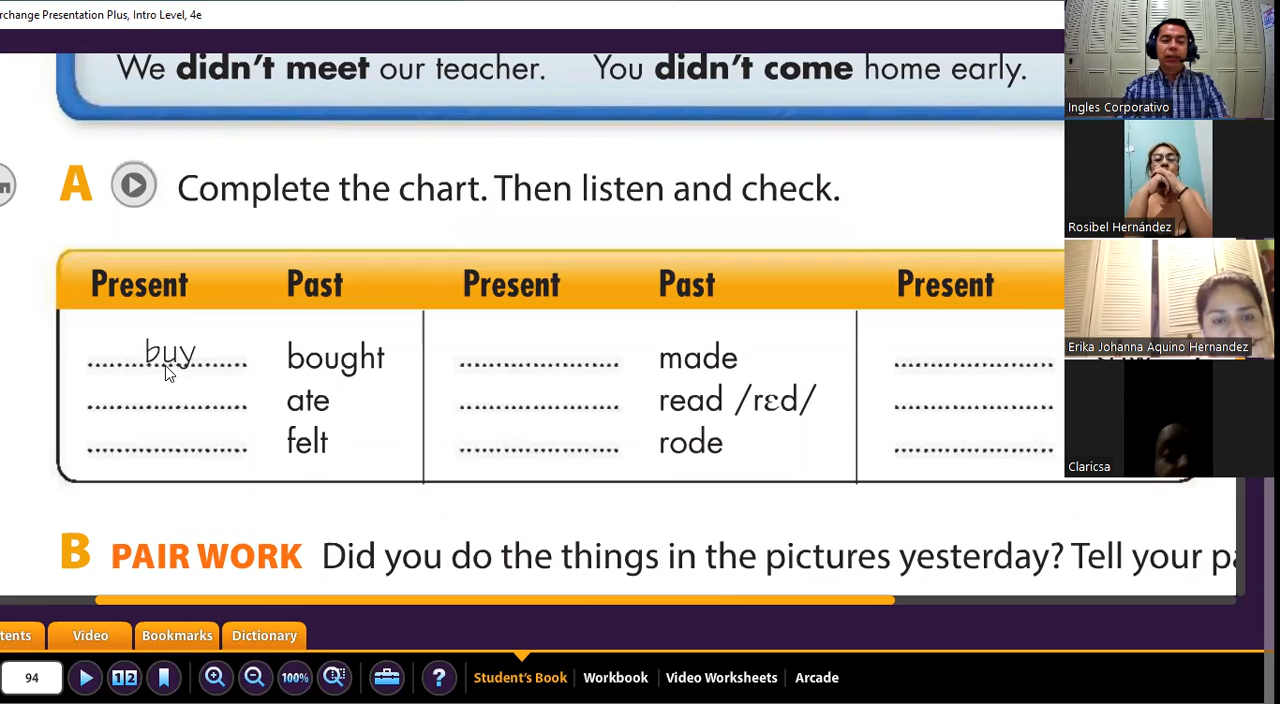 rchange Presentation Plus, Intro Level, 4e
We didn't meet our teacher. You didn't come home early.
A Complete the chart. Then listen and check.
Present Past Present Past Present
buy bought made
ate read /rɛd/
felt rode
B PAIR WORK Did you do the things in the pictures yesterday? Tell your pa
Ingles Corporativo
Rosibel Hernández
Erika Johanna Aquino Hernandez
Claricsa
tents Video Bookmarks Dictionary
94 12 100% ? Student's Book Workbook Video Worksheets Arcade